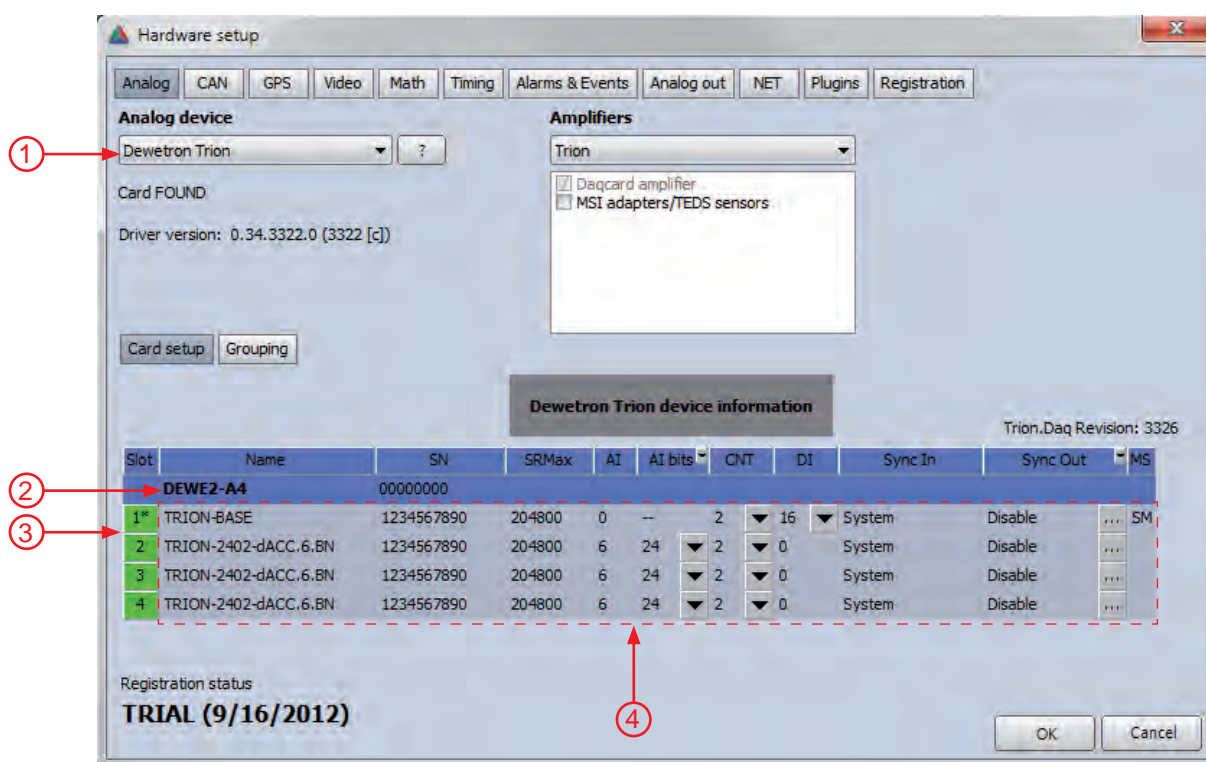 Hardware setup
x
Analog CAN GPS Video Math Timing Alarms & Events Analog out NET Plugins Registration
Analog device Amplifiers
1
Dewetron Trion ? Trion
Card FOUND
Daqcard amplifier
MSI adapters/TEDS sensors
Driver version: 0.34.3322.0 (3322 [c])
Card setup Grouping
Dewetron Trion device information
Trion.Daq Revision: 3326
Slot Name SN SRMax AI AI bits CNT DI Sync In Sync Out MS
2
DEWE2-A4 00000000
3
1* TRION-BASE 1234567890 204800 0 -- 2 16 System Disable ... SM
2 TRION-2402-dACC.6.BN 1234567890 204800 6 24 2 0 System Disable ...
3 TRION-2402-dACC.6.BN 1234567890 204800 6 24 2 0 System Disable ...
4 TRION-2402-dACC.6.BN 1234567890 204800 6 24 2 0 System Disable ...
Registration status
TRIAL (9/16/2012)
4
OK Cancel